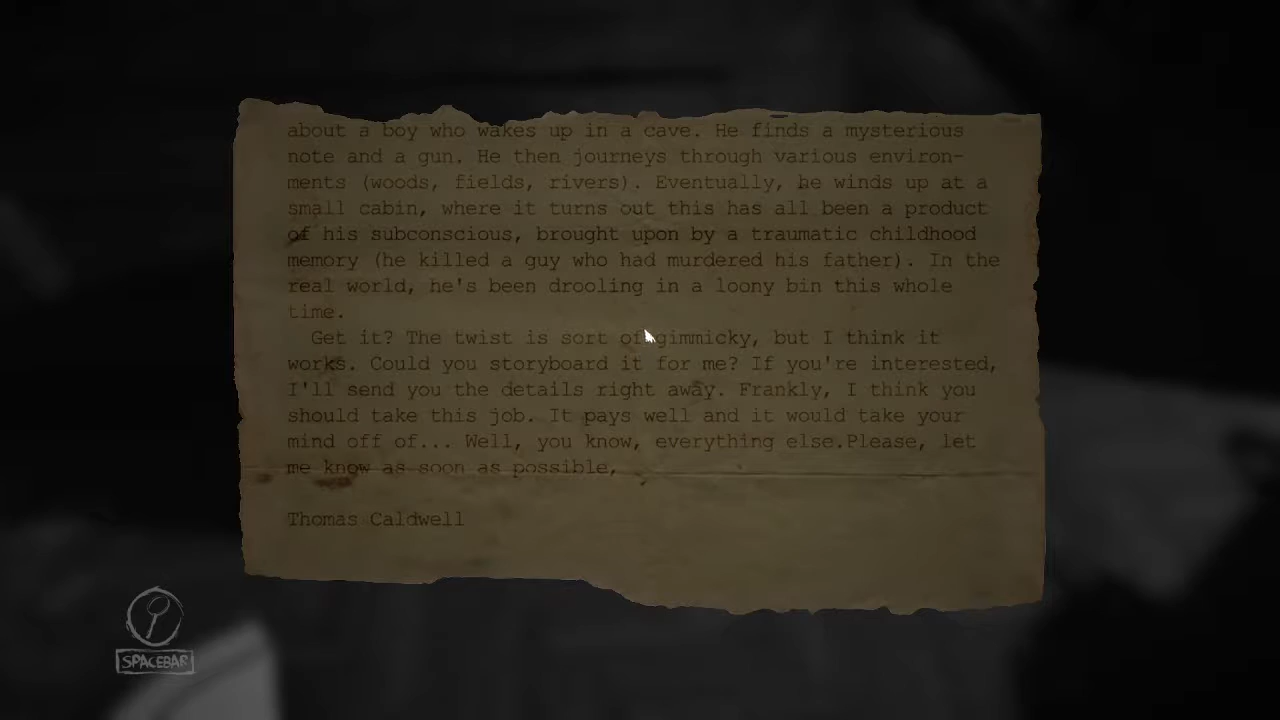 about a boy who wakes up in a cave. He finds a mysterious
note and a gun. He then journeys through various environ-
ments (woods, fields, rivers). Eventually, he winds up at a
small cabin, where it turns out this has all been a product
of his subconscious, brought upon by a traumatic childhood
memory (he killed a guy who had murdered his father). In the
real world, he's been drooling in a loony bin this whole
time.
Get it? The twist is sort of gimmicky, but I think it
works. Could you storyboard it for me? If you're interested,
I'll send you the details right away. Frankly, I think you
should take this job. It pays well and it would take your
mind off of... Well, you know, everything else.Please, let
me know as soon as possible,
Thomas Caldwell
SPACEBAR